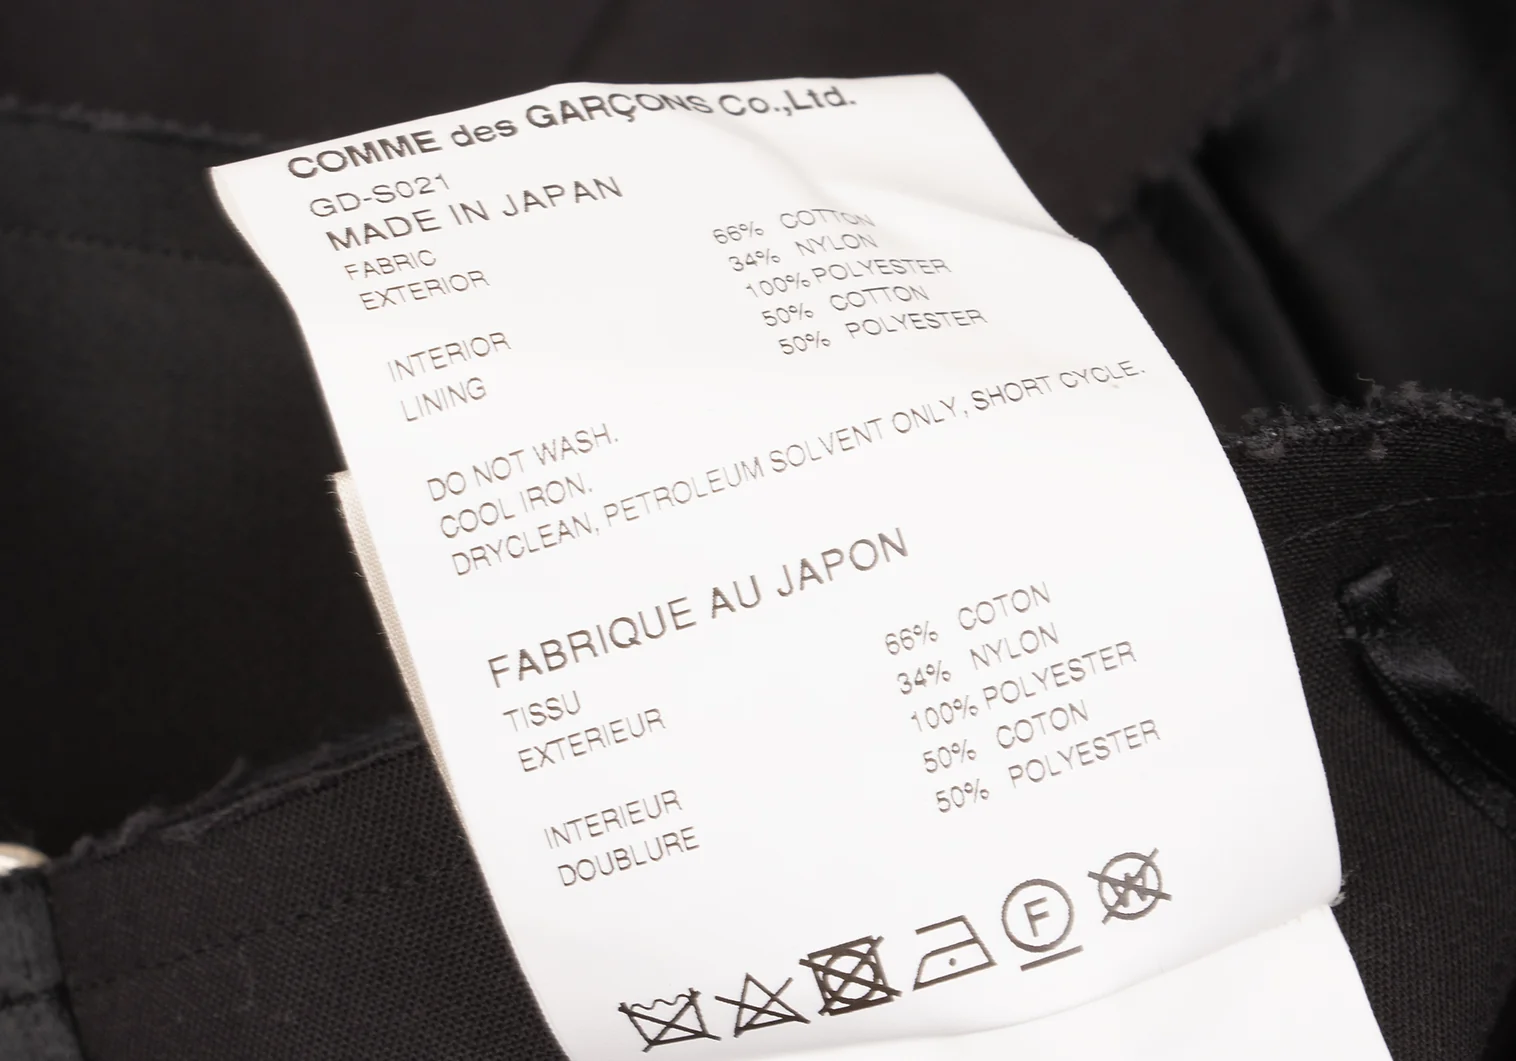 COMME des GARÇONS Co.,Ltd.
GD-S021
MADE IN JAPAN
FABRIC 66% COTTON
EXTERIOR 34% NYLON
100% POLYESTER
INTERIOR 50% COTTON
LINING 50% POLYESTER
DO NOT WASH.
COOL IRON.
DRYCLEAN, PETROLEUM SOLVENT ONLY, SHORT CYCLE.
FABRIQUE AU JAPON
TISSU 66% COTON
EXTERIEUR 34% NYLON
100% POLYESTER
INTERIEUR 50% COTON
DOUBLURE 50% POLYESTER
F
W